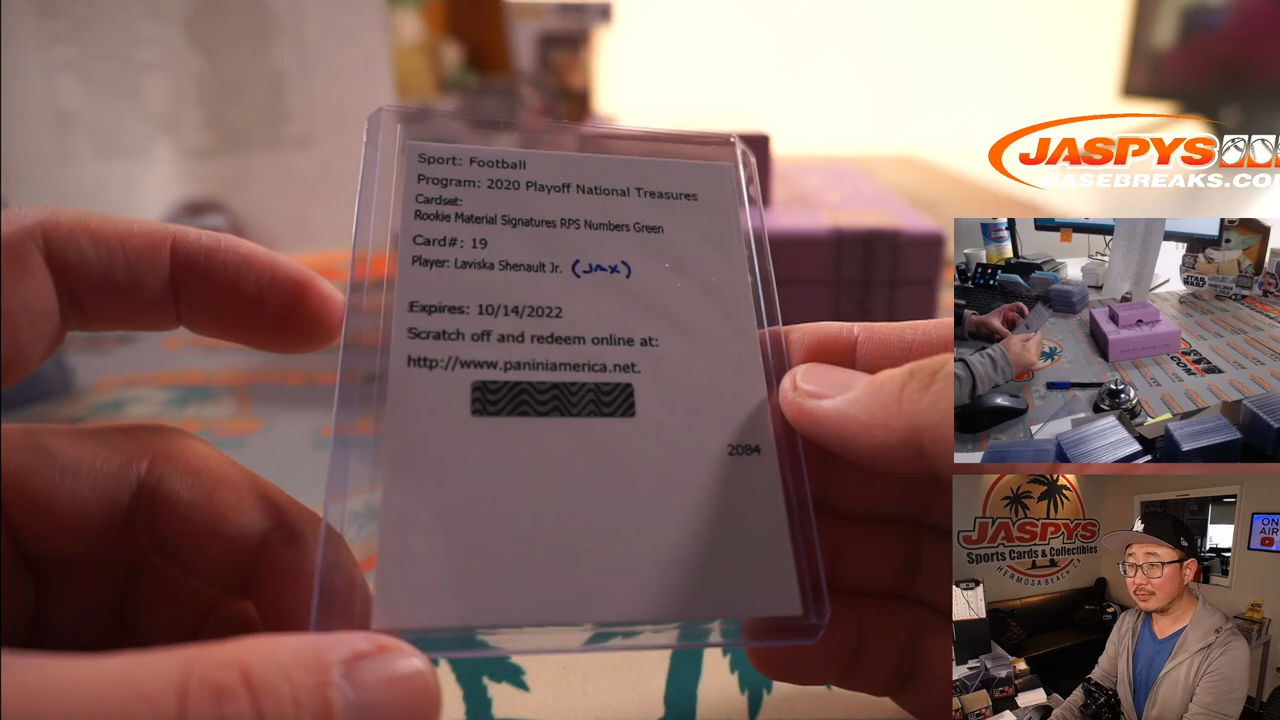 Sport: Football
Program: 2020 Playoff National Treasures
Cardset:
Rookie Material Signatures RPS Numbers Green
Card#: 19
Player: Laviska Shenault Jr. (JAX)
Expires: 10/14/2022
Scratch off and redeem online at:
http://www.paniniamerica.net.
2084
JASPYS
CASEBREAKS.CO
STAR WARS
JASPYS
Sports Cards & Collectibles
HERMOSA BEACH CA
ON
AIR